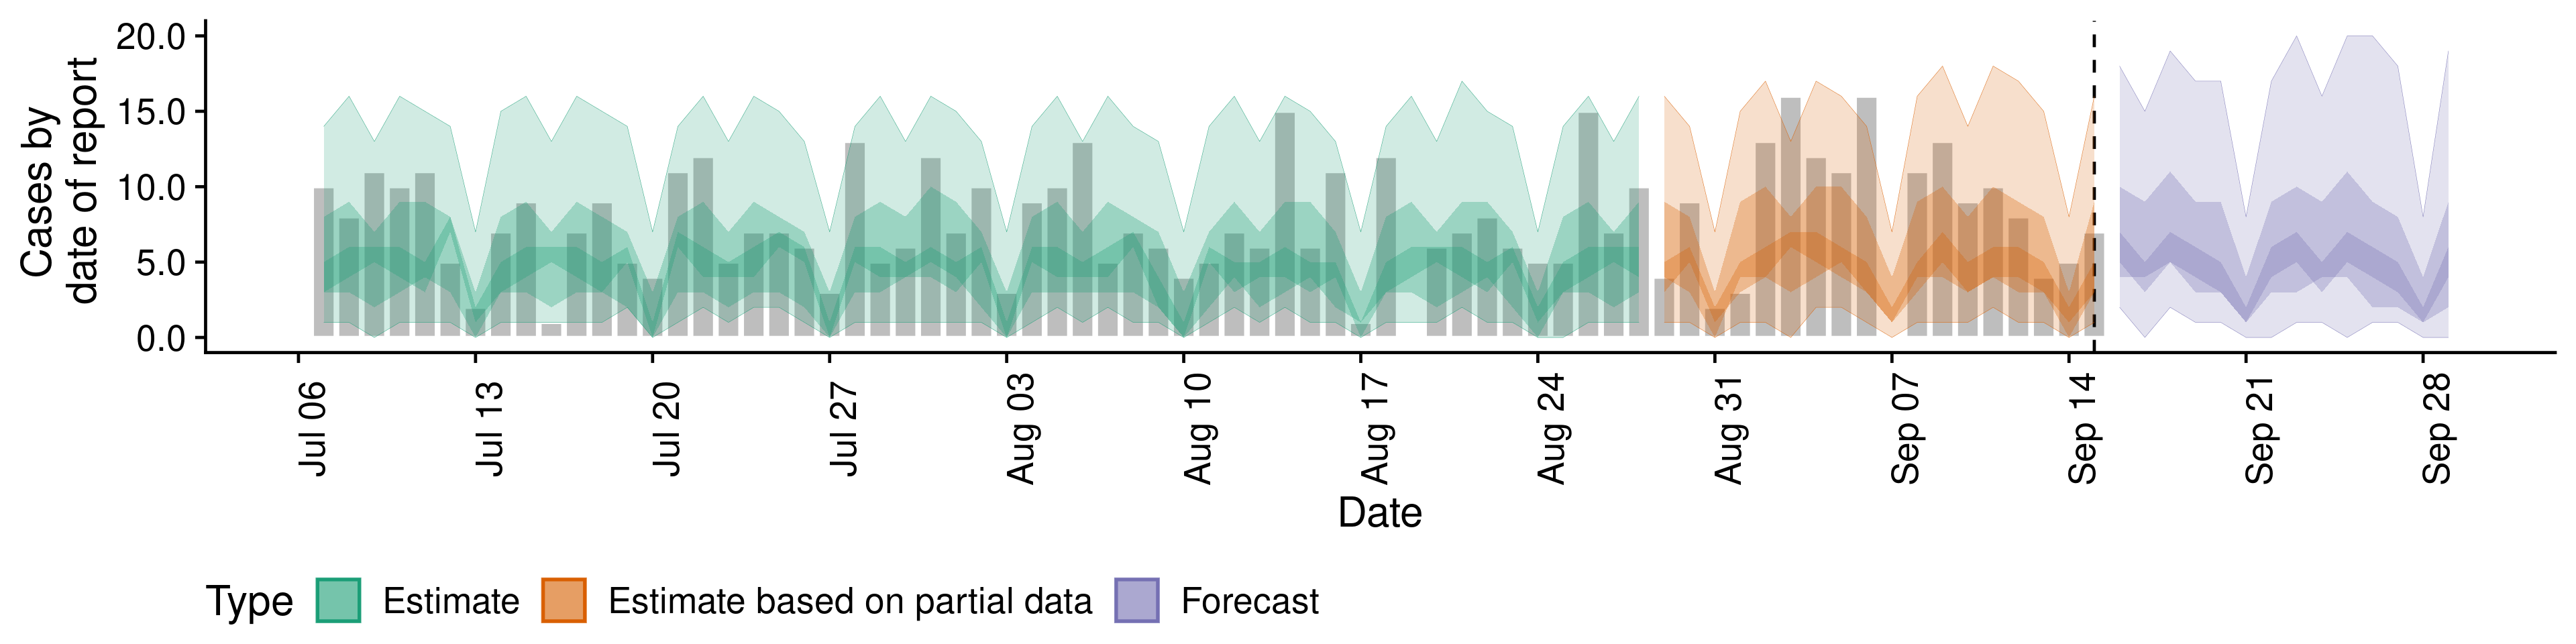 Cases by
date of report
20.0
15.0
10.0
5.0
0.0
Jul 06
Jul 13
Jul 20
Jul 27
Aug 03
Aug 10
Aug 17
Aug 24
Aug 31
Sep 07
Sep 14
Sep 21
Sep 28
Date
Type Estimate Estimate based on partial data Forecast